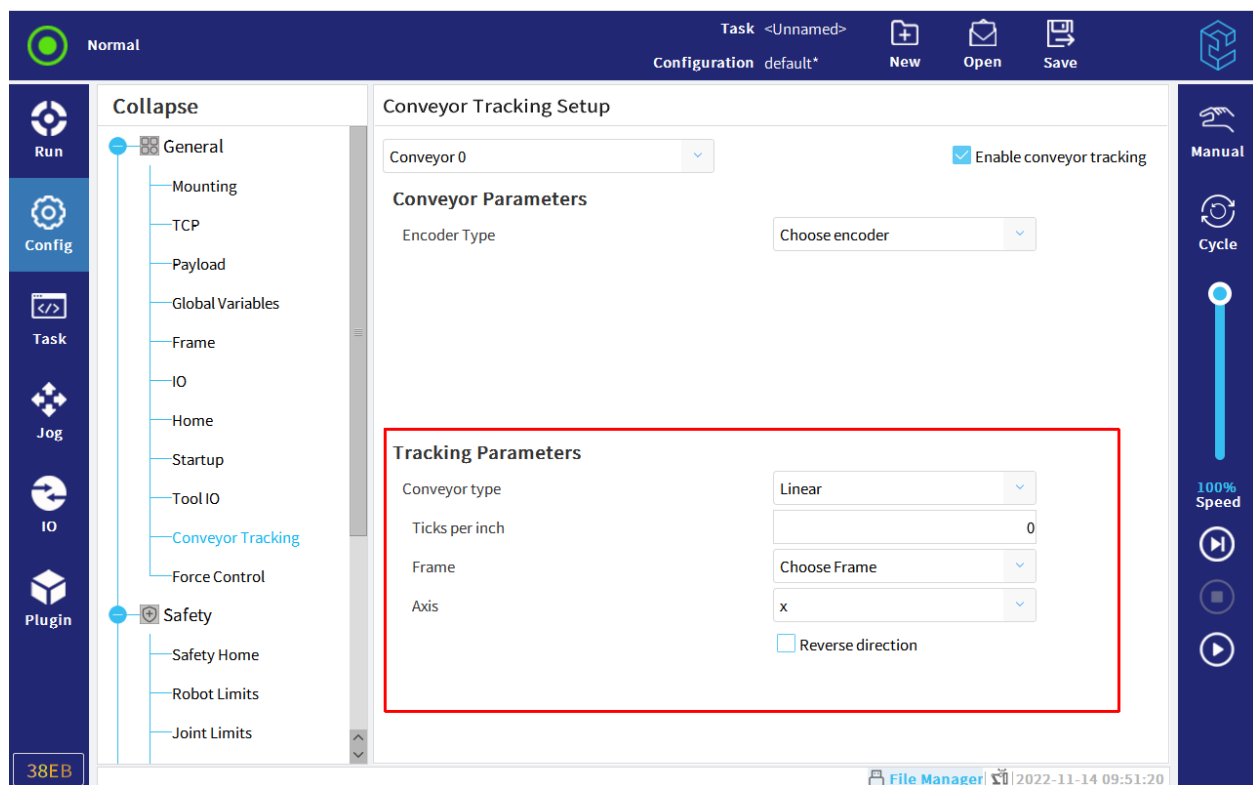 Normal
Task <Unnamed>
Configuration default*
New
Open
Save
Run
Config
Task
Jog
IO
Plugin
38EB
Collapse
General
Mounting
TCP
Payload
Global Variables
Frame
IO
Home
Startup
Tool IO
Conveyor Tracking
Force Control
Safety
Safety Home
Robot Limits
Joint Limits
Conveyor Tracking Setup
Conveyor 0
Enable conveyor tracking
Conveyor Parameters
Encoder Type Choose encoder
Tracking Parameters
Conveyor type Linear
Ticks per inch 0
Frame Choose Frame
Axis x
Reverse direction
File Manager 2022-11-14 09:51:20
Manual
Cycle
100%
Speed